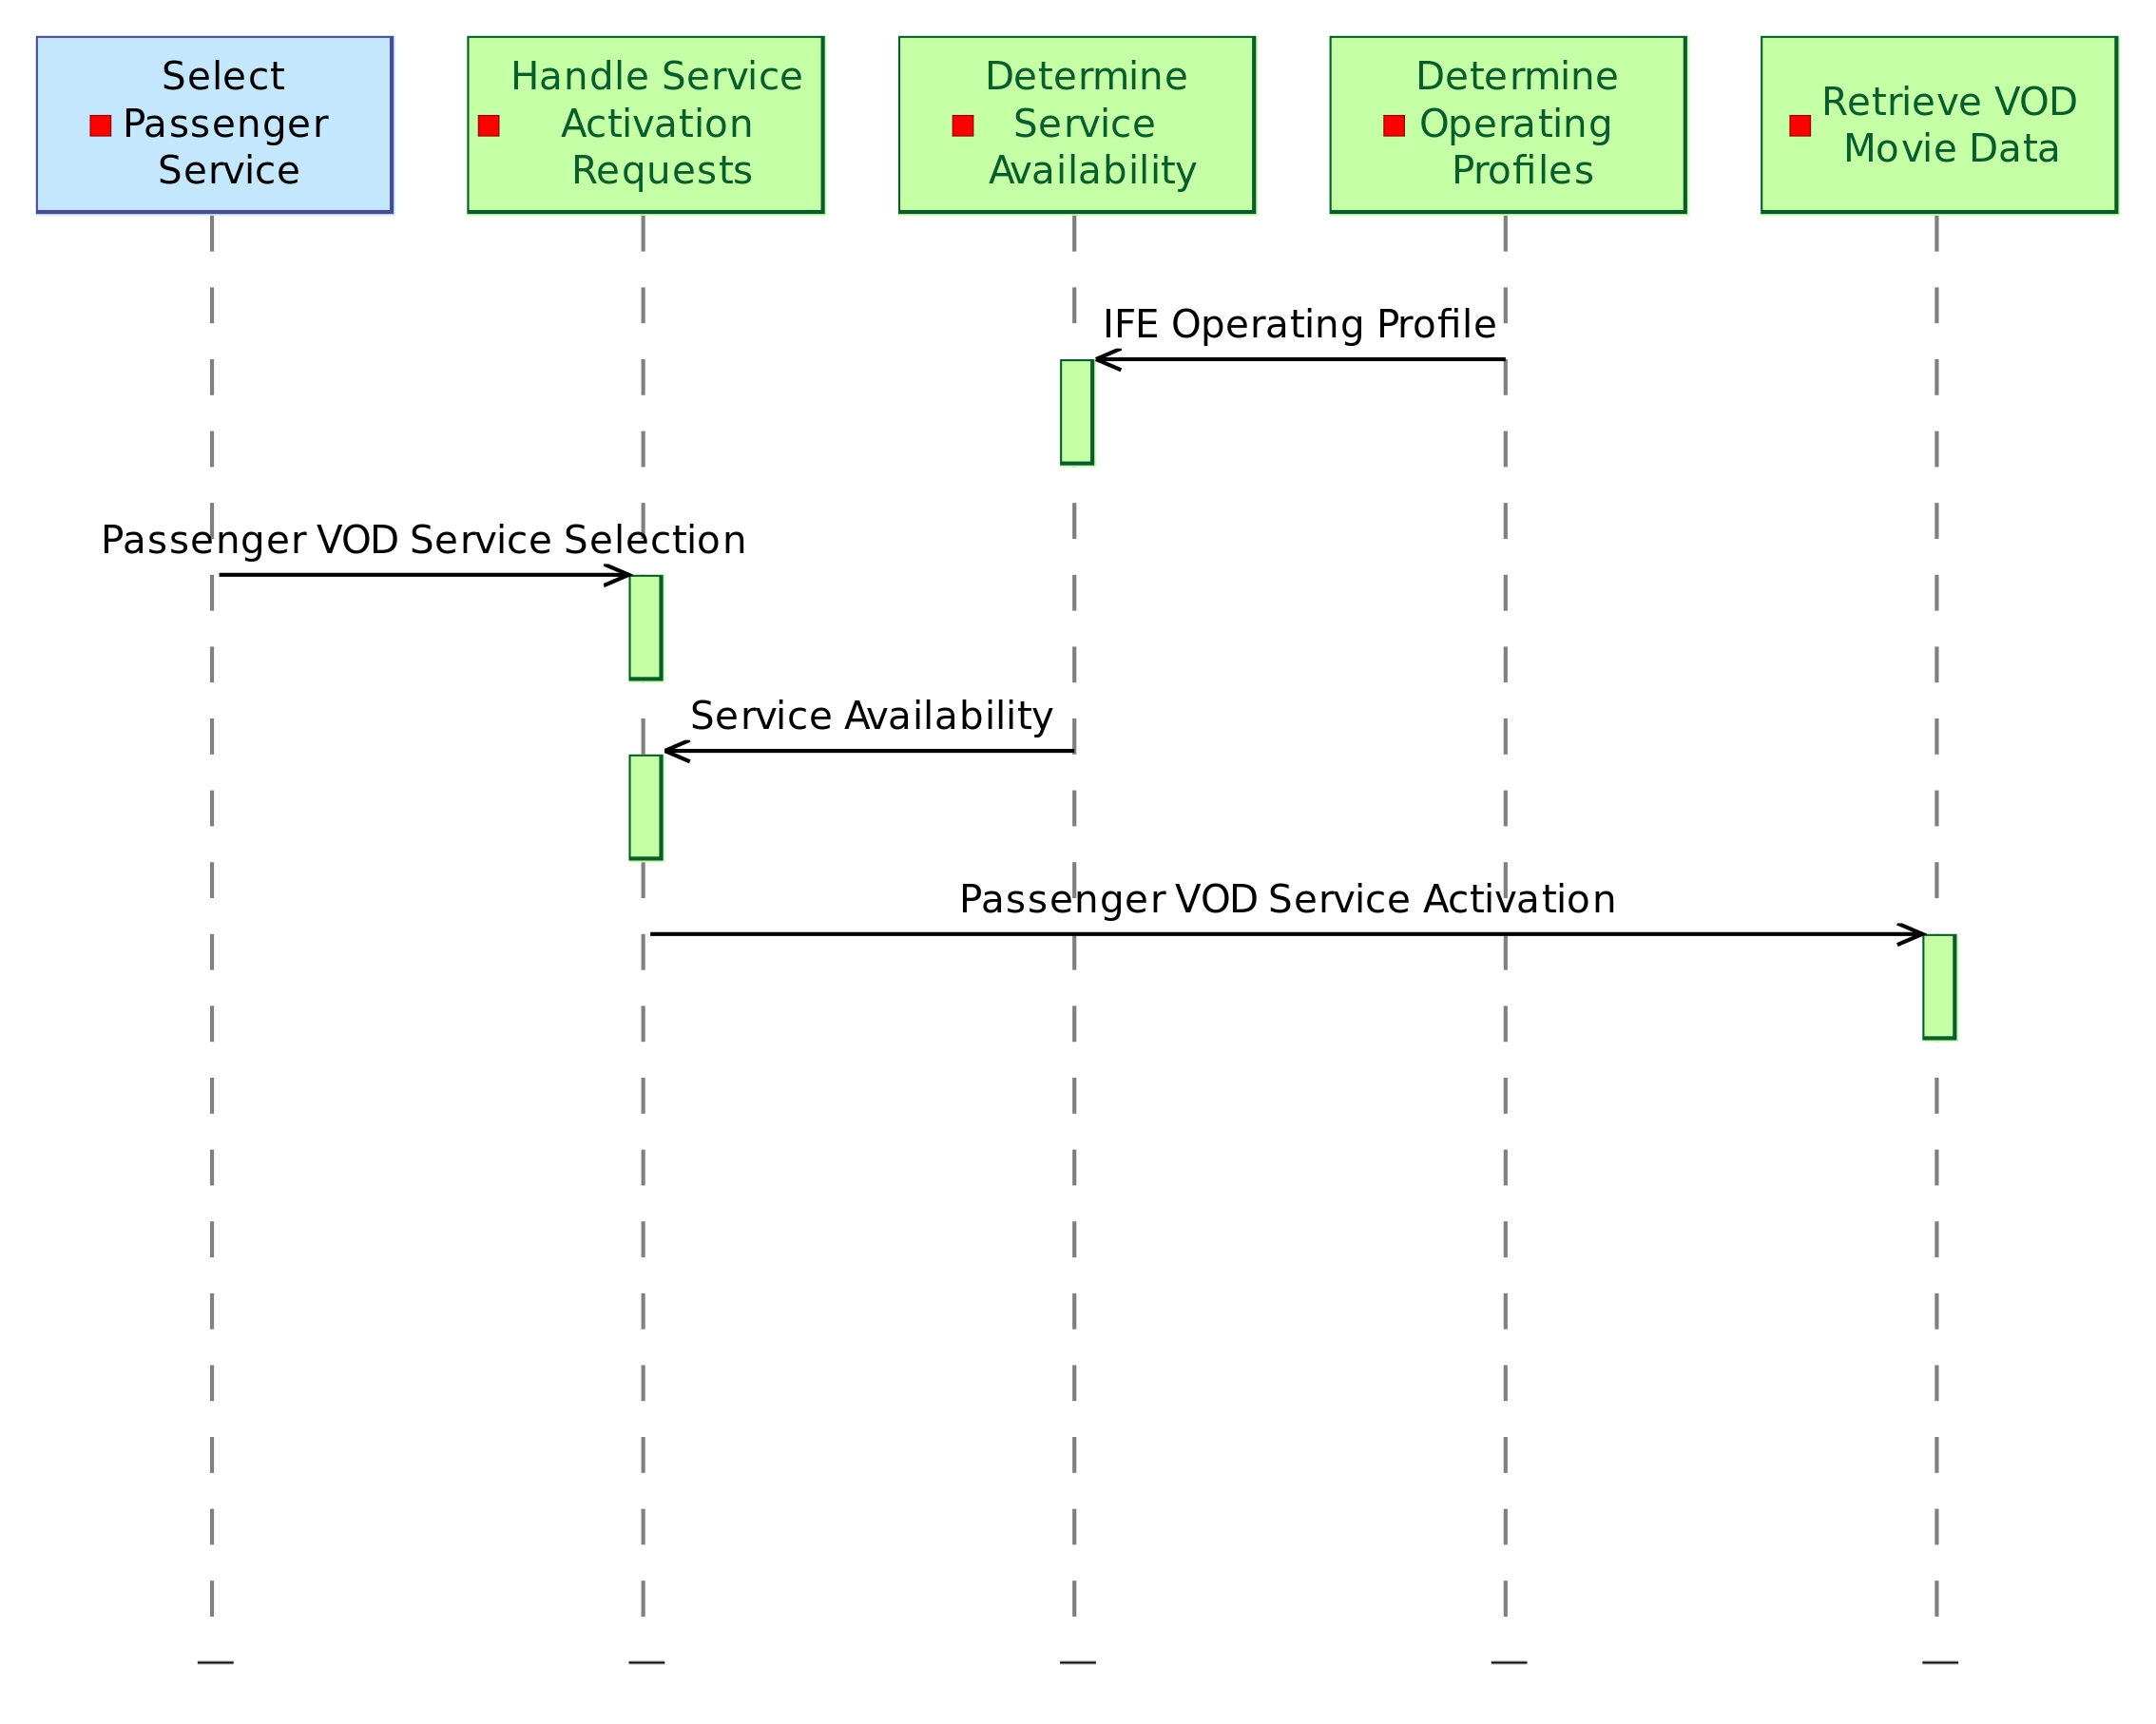 Select
Passenger
Service
Handle Service
Activation
Requests
Determine
Service
Availability
Determine
Operating
Profiles
Retrieve VOD
Movie Data
IFE Operating Profile
Passenger VOD Service Selection
Service Availability
Passenger VOD Service Activation